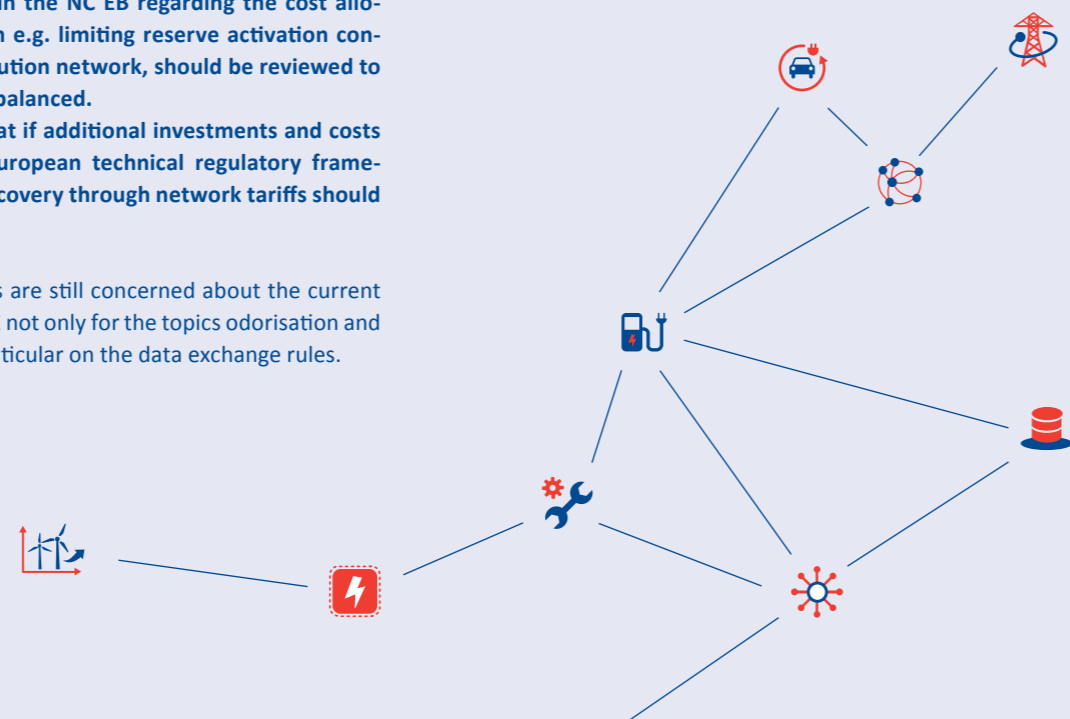 in the NC EB regarding the cost allo-
n e.g. limiting reserve activation con-
ution network, should be reviewed to
balanced.
at if additional investments and costs
uropean technical regulatory frame-
covery through network tariffs should
s are still concerned about the current
not only for the topics odorisation and
rticular on the data exchange rules.